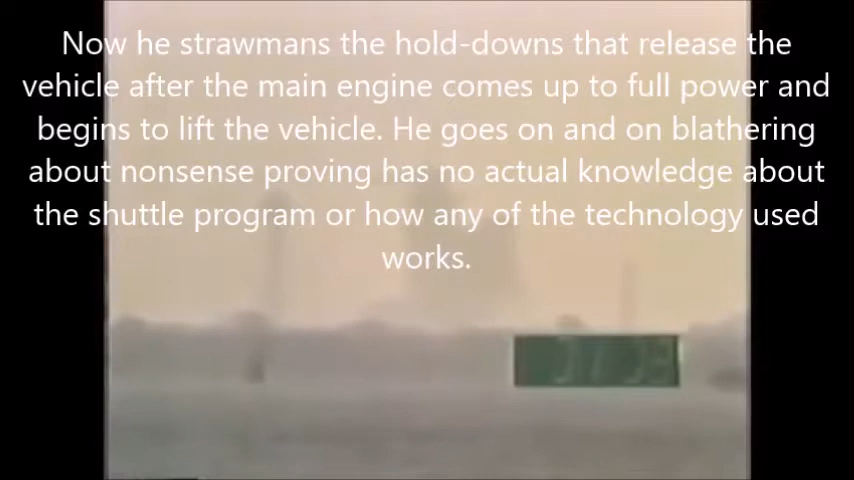 Now he strawmans the hold-downs that release the
vehicle after the main engine comes up to full power and
begins to lift the vehicle. He goes on and on blathering
about nonsense proving has no actual knowledge about
the shuttle program or how any of the technology used
works.